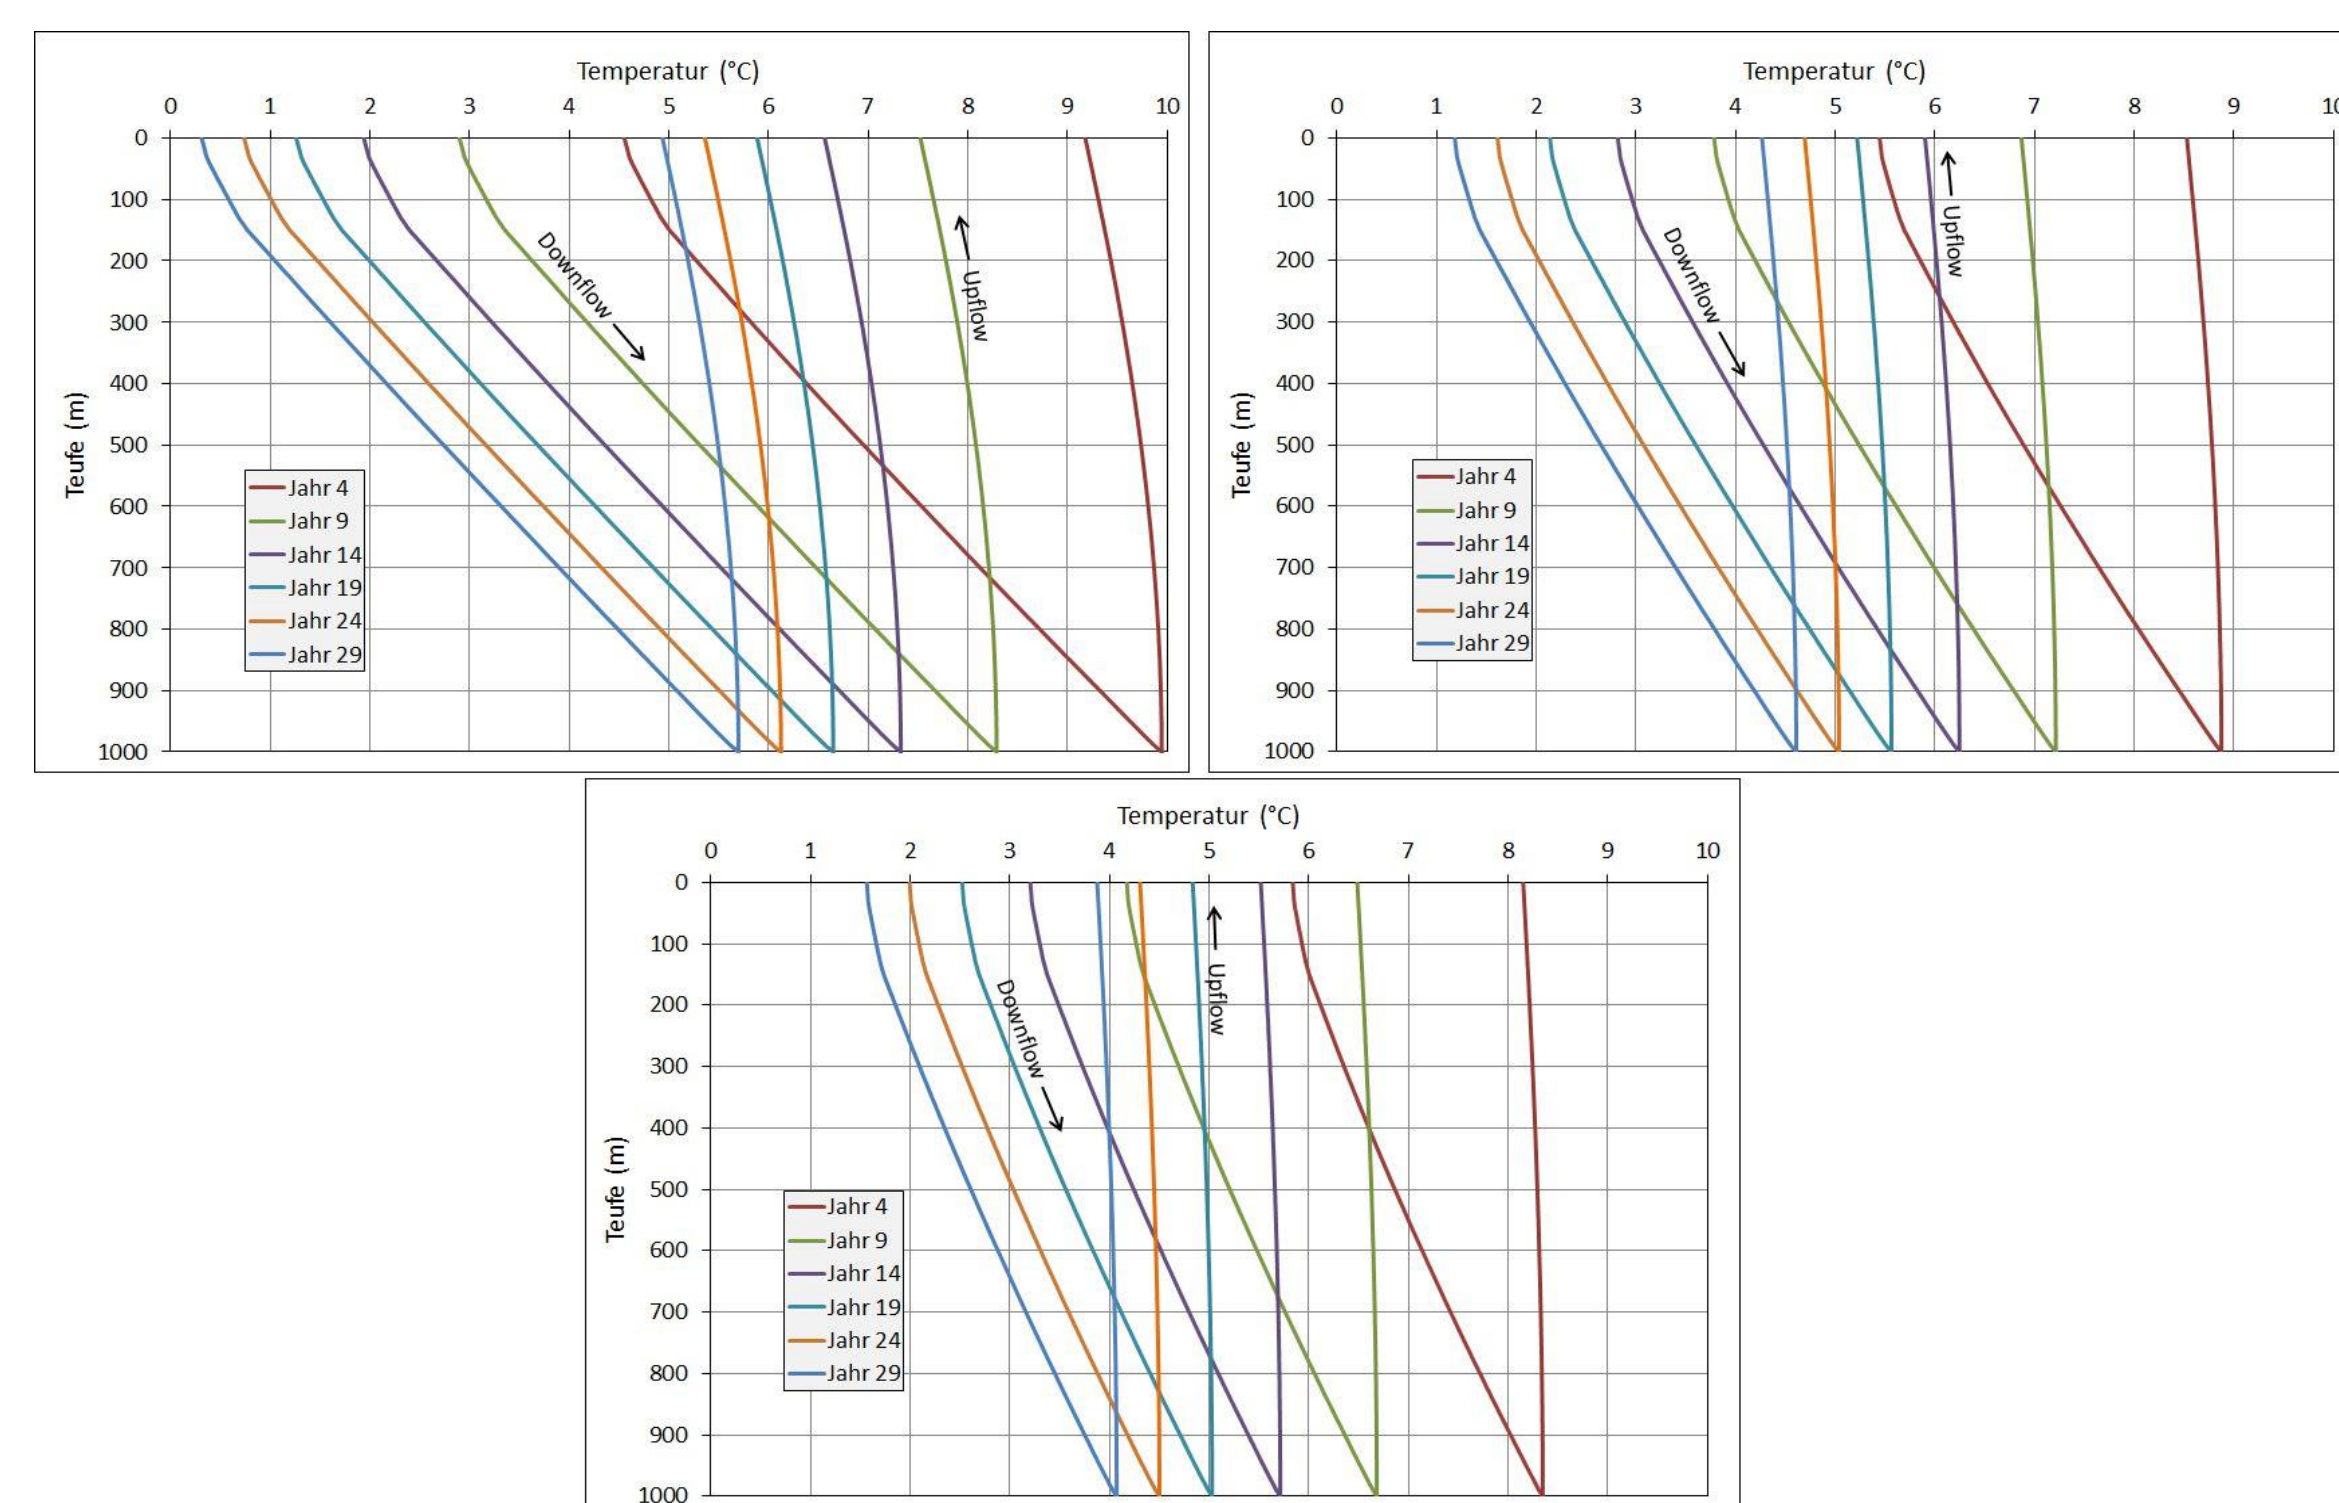 Temperatur (°C)
0 1 2 3 4 5 6 7 8 9 10
0
100
200
300
400
500
600
700
800
900
1000
Teufe (m)
Downflow
Upflow
Jahr 4
Jahr 9
Jahr 14
Jahr 19
Jahr 24
Jahr 29
Temperatur (°C)
0 1 2 3 4 5 6 7 8 9 10
0
100
200
300
400
500
600
700
800
900
1000
Teufe (m)
Downflow
Upflow
Jahr 4
Jahr 9
Jahr 14
Jahr 19
Jahr 24
Jahr 29
Temperatur (°C)
0 1 2 3 4 5 6 7 8 9 10
0
100
200
300
400
500
600
700
800
900
1000
Teufe (m)
Downflow
Upflow
Jahr 4
Jahr 9
Jahr 14
Jahr 19
Jahr 24
Jahr 29